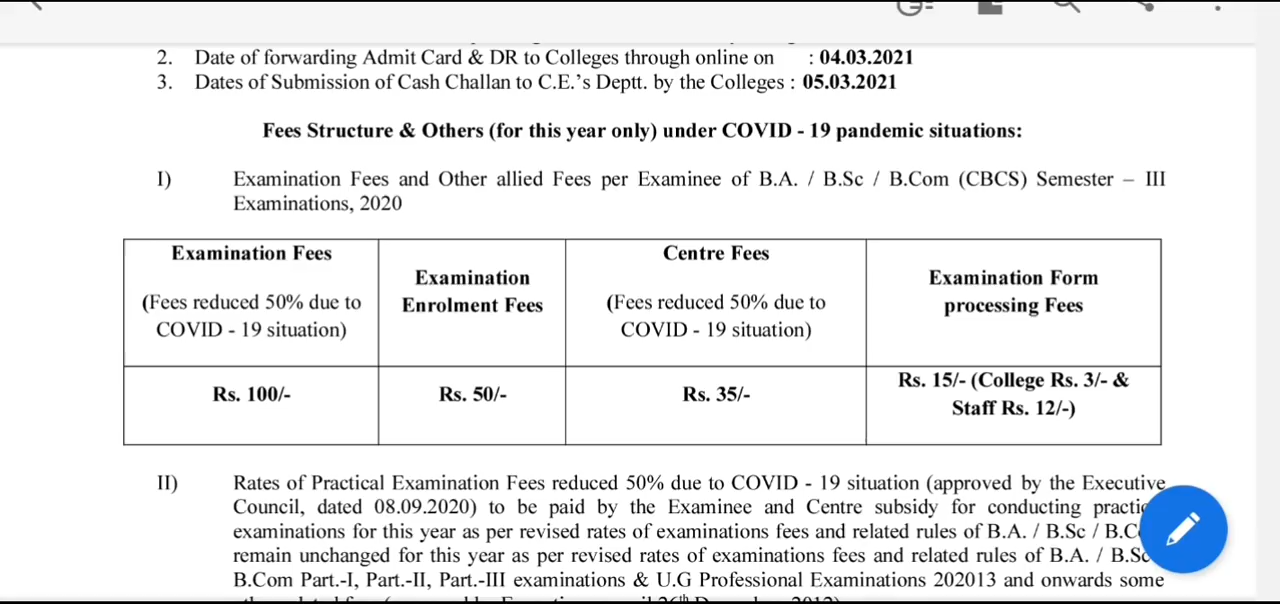 2. Date of forwarding Admit Card & DR to Colleges through online on : 04.03.2021
3. Dates of Submission of Cash Challan to C.E.'s Deptt. by the Colleges : 05.03.2021
Fees Structure & Others (for this year only) under COVID - 19 pandemic situations:
I) Examination Fees and Other allied Fees per Examinee of B.A. / B.Sc / B.Com (CBCS) Semester – III
Examinations, 2020
Examination Fees
(Fees reduced 50% due to
COVID - 19 situation)
Examination
Enrolment Fees
Centre Fees
(Fees reduced 50% due to
COVID - 19 situation)
Examination Form
processing Fees
Rs. 100/-
Rs. 50/-
Rs. 35/-
Rs. 15/- (College Rs. 3/- &
Staff Rs. 12/-)
II) Rates of Practical Examination Fees reduced 50% due to COVID - 19 situation (approved by the Executive
Council, dated 08.09.2020) to be paid by the Examinee and Centre subsidy for conducting
examinations for this year as per revised rates of examinations fees and related rules of B.A. / B.Sc /
remain unchanged for this year as per revised rates of examinations fees and related rules of B.A. /
B.Com Part.-I, Part.-II, Part.-III examinations & U.G Professional Examinations 202013 and onwards some